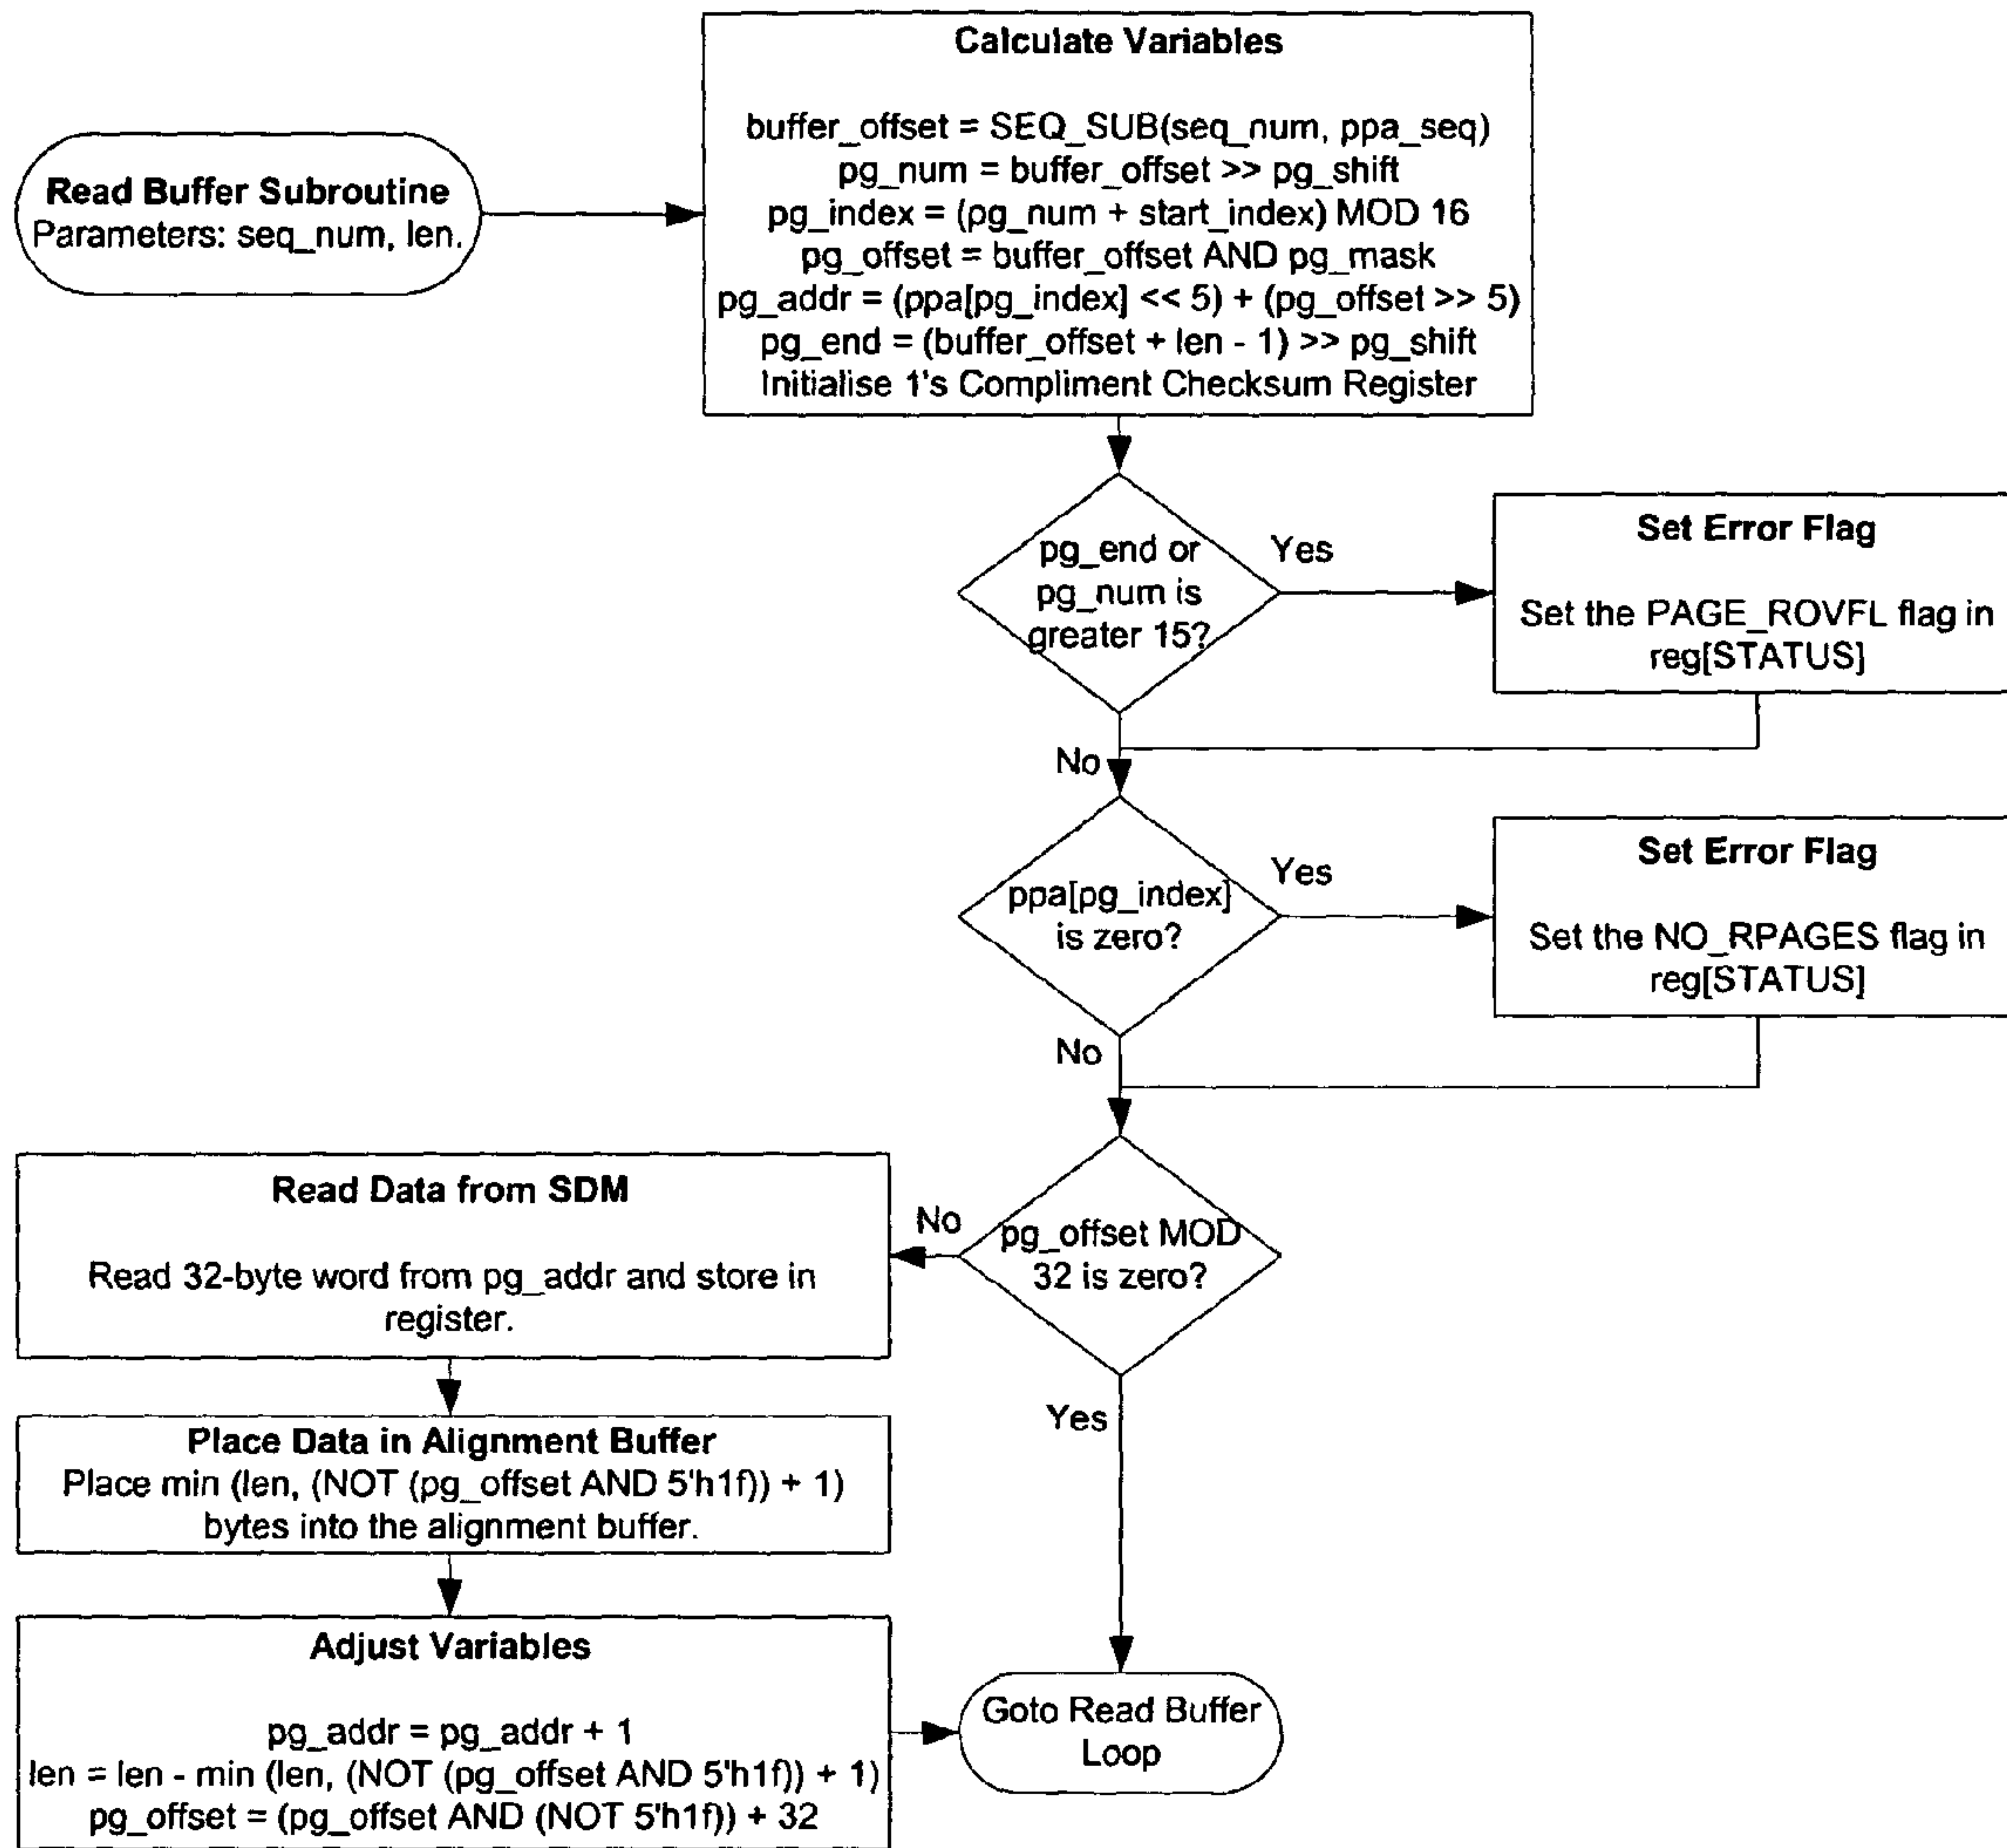 Read Buffer Subroutine
Parameters: seq_num, len.
Calculate Variables
buffer_offset = SEQ_SUB(seq_num, ppa_seq)
pg_num = buffer_offset >> pg_shift
pg_index = (pg_num + start_index) MOD 16
pg_offset = buffer_offset AND pg_mask
pg_addr = (ppa[pg_index] << 5) + (pg_offset >> 5)
pg_end = (buffer_offset + len - 1) >> pg_shift
Initialise 1's Compliment Checksum Register
pg_end or
pg_num is
greater 15?
Yes
Set Error Flag
Set the PAGE_ROVFL flag in
reg[STATUS]
No
ppa[pg_index]
is zero?
Yes
Set Error Flag
Set the NO_RPAGES flag in
reg[STATUS]
No
pg_offset MOD
32 is zero?
No
Read Data from SDM
Read 32-byte word from pg_addr and store in
register.
Place Data in Alignment Buffer
Place min (len, (NOT (pg_offset AND 5'h1f)) + 1)
bytes into the alignment buffer.
Adjust Variables
pg_addr = pg_addr + 1
len = len - min (len, (NOT (pg_offset AND 5'h1f)) + 1)
pg_offset = (pg_offset AND (NOT 5'h1f)) + 32
Yes
Goto Read Buffer
Loop